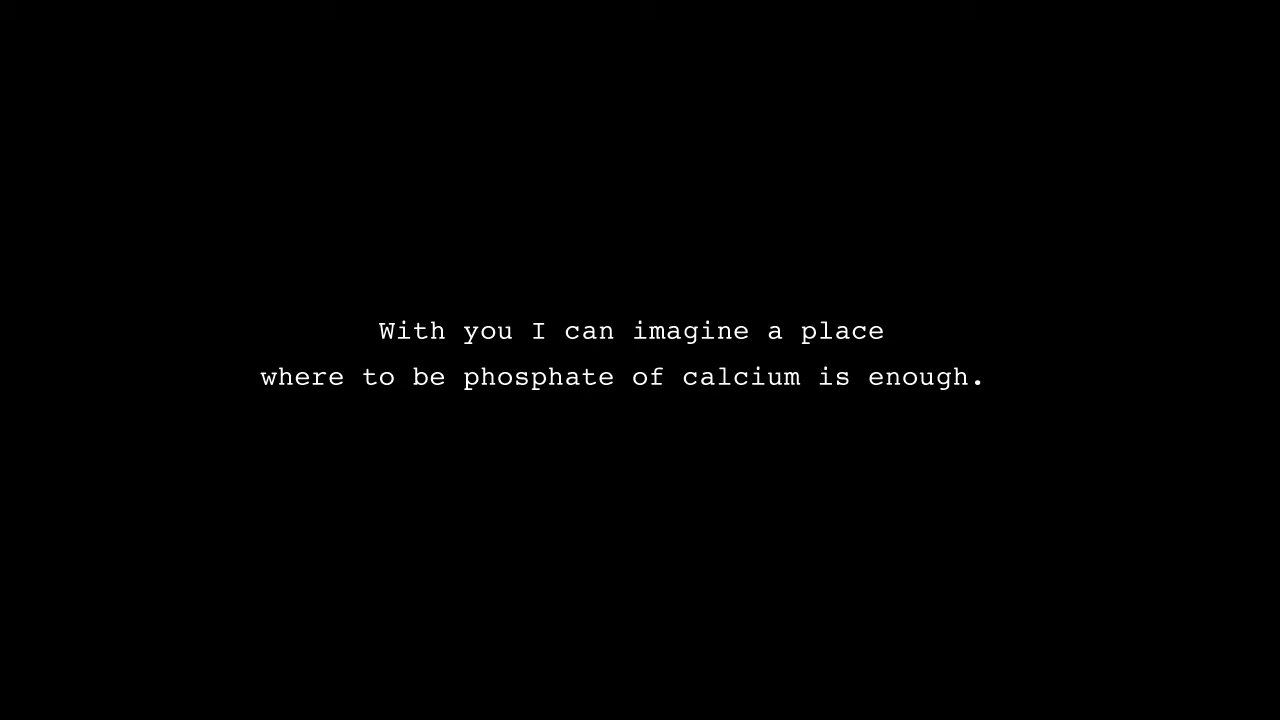 With you I can imagine a place
where to be phosphate of calcium is enough.